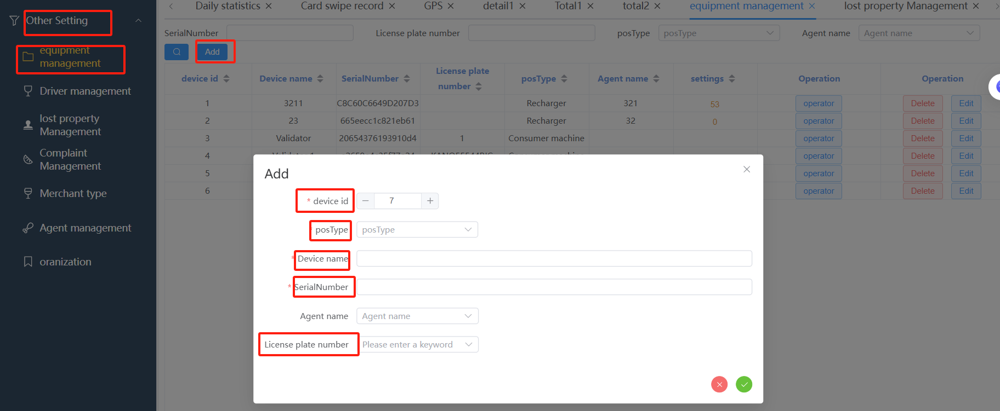 Other Setting
equipment
management
Driver management
lost property
Management
Complaint
Management
Merchant type
Agent management
oranization
Daily statistics
Card swipe record
GPS
detail1
Total1
total2
equipment management
lost property Management
SerialNumber
License plate number
posType posType
Agent name Agent name
Add
device id Device name SerialNumber License plate number posType Agent name settings Operation Operation
1 3211 C8C60C6649D207D3 Recharger 321 53 operator Delete Edit
2 23 665eecc1c821eb61 Recharger 32 0 operator Delete Edit
3 Validator 20654376193910d4 1 Consumer machine operator Delete Edit
4 operator Delete Edit
5 operator Delete Edit
6 operator Delete Edit
Add
* device id 7
* posType posType
* Device name
* SerialNumber
Agent name Agent name
License plate number Please enter a keyword